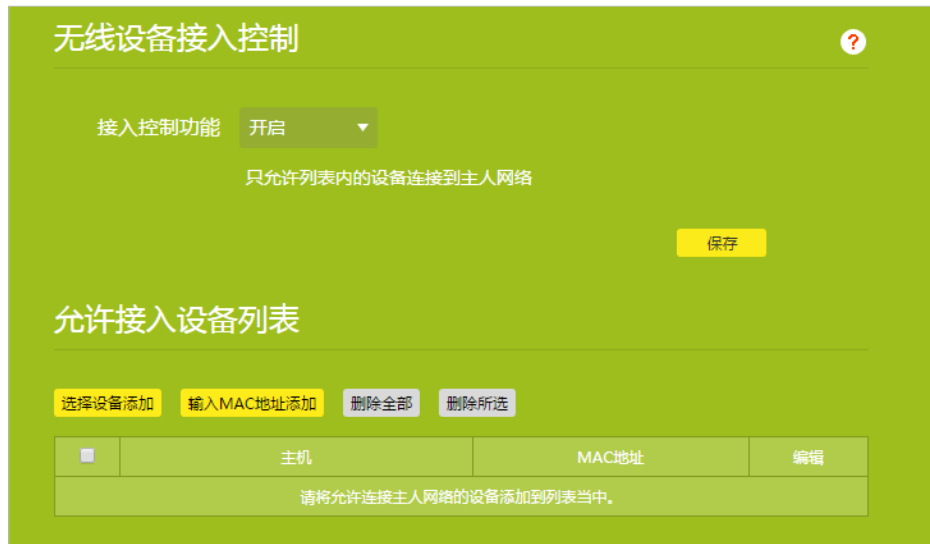 无线设备接入控制
?
接入控制功能 开启
只允许列表内的设备连接到主人网络
保存
允许接入设备列表
选择设备添加 输入MAC地址添加 删除全部 删除所选
主机 MAC地址 编辑
请将允许连接主人网络的设备添加到列表当中。